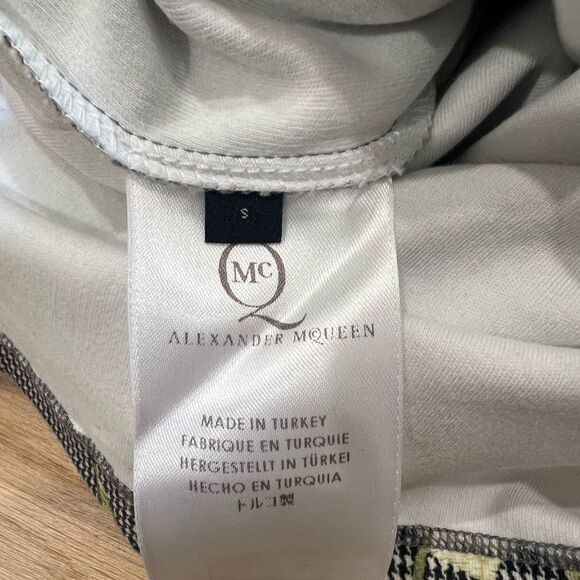 S
McQ
ALEXANDER MCQUEEN
MADE IN TURKEY
FABRIQUE EN TURQUIE
HERGESTELLT IN TÜRKEI
HECHO EN TURQUIA
トルコ製